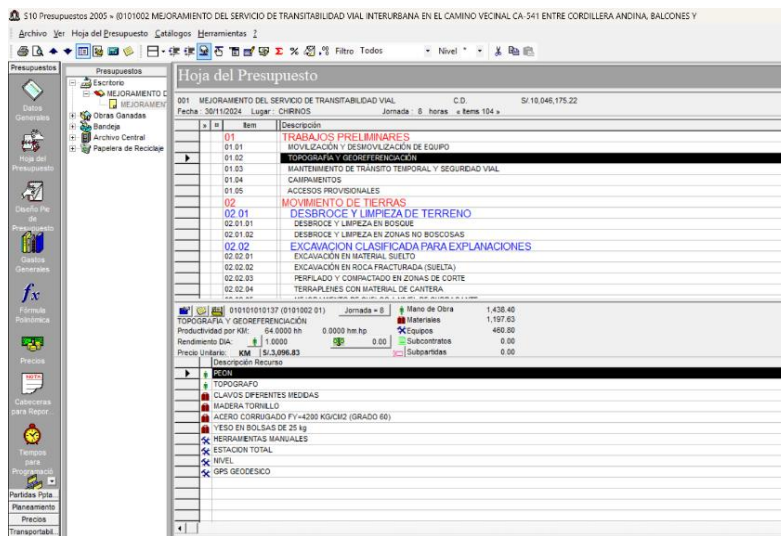 S10 Presupuestos 2005 » (0101002 MEJORAMIENTO DEL SERVICIO DE TRANSITABILIDAD VIAL INTERURBANA EN EL CAMINO VECINAL CA-541 ENTRE CORDILLERA ANDINA, BALCONES Y
Archivo Ver Hoja del Presupuesto Catálogos Herramientas ?
Filtro Todos Nivel *
Presupuestos
Datos Generales
Hoja del Presupuesto
Diseño Pie de Presupuesto
Gastos Generales
fx
Fórmula Polinómica
Precios
NOTA
Cabeceras para Repor...
Tiempos para Programació
Partidas Ppta...
Planeamiento
Precios
Transportabil...
Presupuestos
Escritorio
MEJORAMIENTO D
MEJORAMIEN
Obras Ganadas
Bandeja
Archivo Central
Papelera de Reciclaje
Hoja del Presupuesto
001 MEJORAMIENTO DEL SERVICIO DE TRANSITABILIDAD VIAL C.D. S/.10,046,175.22
Fecha : 30/11/2024 Lugar : CHIRINOS Jornada : 8 horas « Items 104 »
» Item Descripción
01 TRABAJOS PRELIMINARES
01.01 MOVILIZACIÓN Y DESMOVILIZACIÓN DE EQUIPO
01.02 TOPOGRAFÍA Y GEOREFERENCIACIÓN
01.03 MANTENIMIENTO DE TRÁNSITO TEMPORAL Y SEGURIDAD VIAL
01.04 CAMPAMENTOS
01.05 ACCESOS PROVISIONALES
02 MOVIMIENTO DE TIERRAS
02.01 DESBROCE Y LIMPIEZA DE TERRENO
02.01.01 DESBROCE Y LIMPIEZA EN BOSQUE
02.01.02 DESBROCE Y LIMPIEZA EN ZONAS NO BOSCOSAS
02.02 EXCAVACION CLASIFICADA PARA EXPLANACIONES
02.02.01 EXCAVACIÓN EN MATERIAL SUELTO
02.02.02 EXCAVACIÓN EN ROCA FRACTURADA (SUELTA)
02.02.03 PERFILADO Y COMPACTADO EN ZONAS DE CORTE
02.02.04 TERRAPLENES CON MATERIAL DE CANTERA
010101010137 (0101002 01) Jornada = 8 Mano de Obra 1,438.40
TOPOGRAFÍA Y GEOREFERENCIACIÓN Materiales 1,197.63
Productividad por KM: 64.0000 hh 0.0000 hm.hp Equipos 460.80
Rendimiento DIA: 1.0000 0.00 Subcontratos 0.00
Precio Unitario: KM S/.3,096.83 Subpartidas 0.00
Descripción Recurso
PEON
TOPOGRAFO
CLAVOS DIFERENTES MEDIDAS
MADERA TORNILLO
ACERO CORRUGADO FY=4200 KG/CM2 (GRADO 60)
YESO EN BOLSAS DE 25 kg
HERRAMIENTAS MANUALES
ESTACION TOTAL
NIVEL
GPS GEODESICO